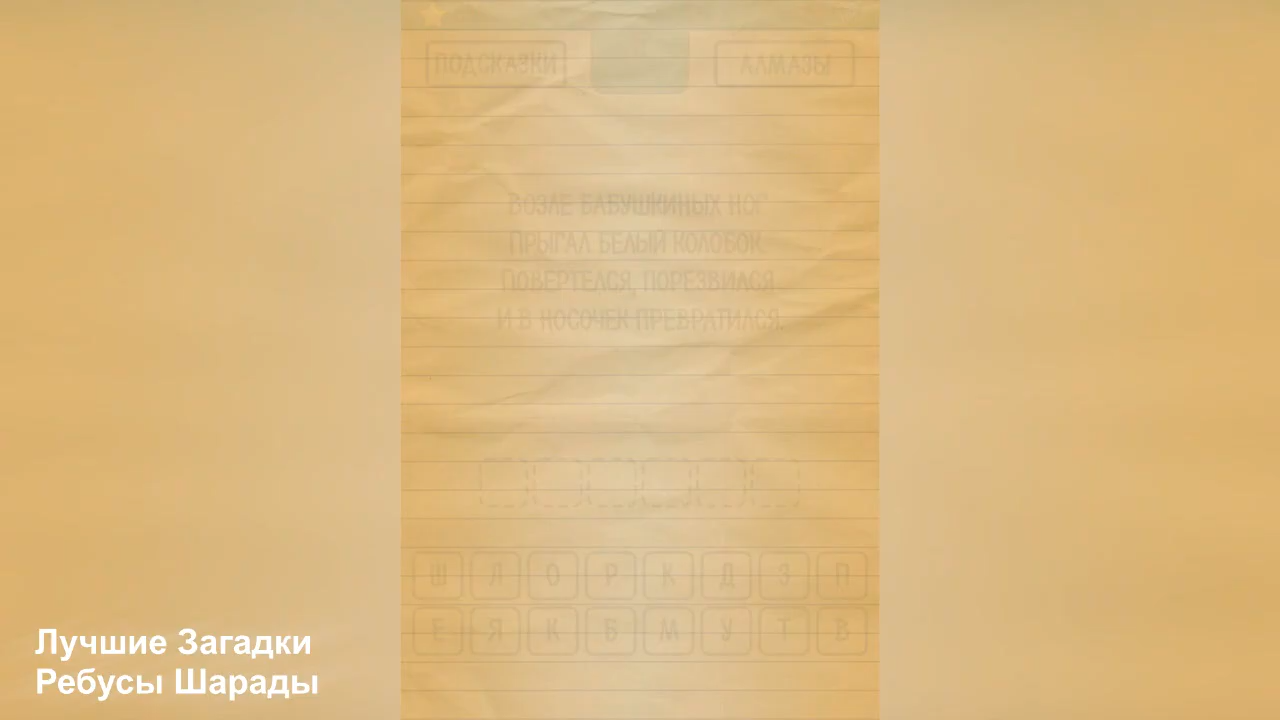 ПОДСКАЗКИ
АЛМАЗЫ
ВОЗЛЕ БАБУШКИНЫХ НОГ
ПРЫГАЛ БЕЛЫЙ КОЛОБОК.
ПОВЕРТЕЛСЯ, ПОРЕЗВИЛСЯ
И В НОСОЧЕК ПРЕВРАТИЛСЯ.
Ш Л О Р К Д З П
Е Я К Б М У Т В
Лучшие Загадки
Ребусы Шарады